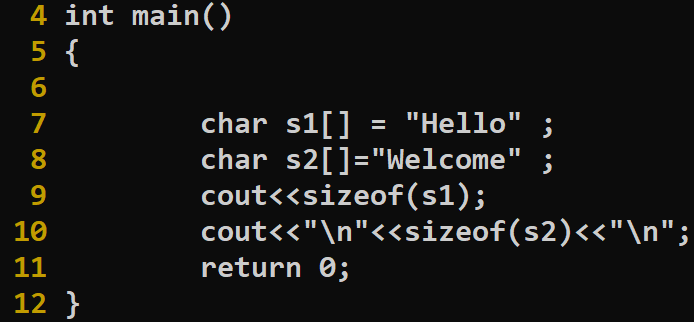 4 int main()
5 {
6
7         char s1[] = "Hello" ;
8         char s2[]="Welcome" ;
9         cout<<sizeof(s1);
10         cout<<"\n"<<sizeof(s2)<<"\n";
11         return 0;
12 }